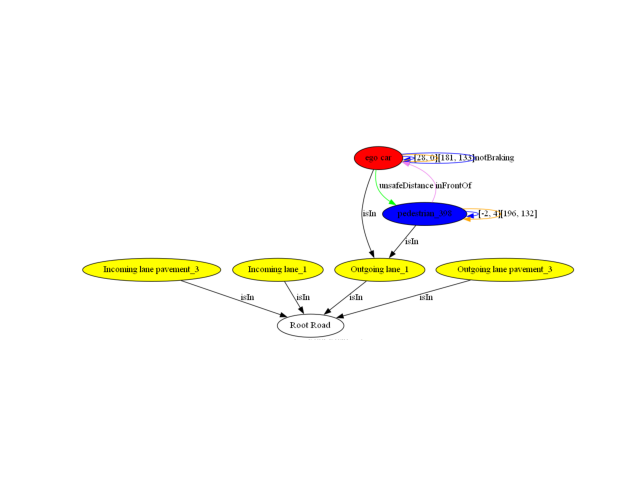 ego car
[28, 0]
[181, 133]
notBraking
unsafeDistance
inFrontOf
[-2, 4]
[196, 132]
isIn
isIn
Incoming lane pavement_3
Incoming lane_1
Outgoing lane_1
Outgoing lane pavement_3
isIn
isIn
isIn
isIn
Root Road